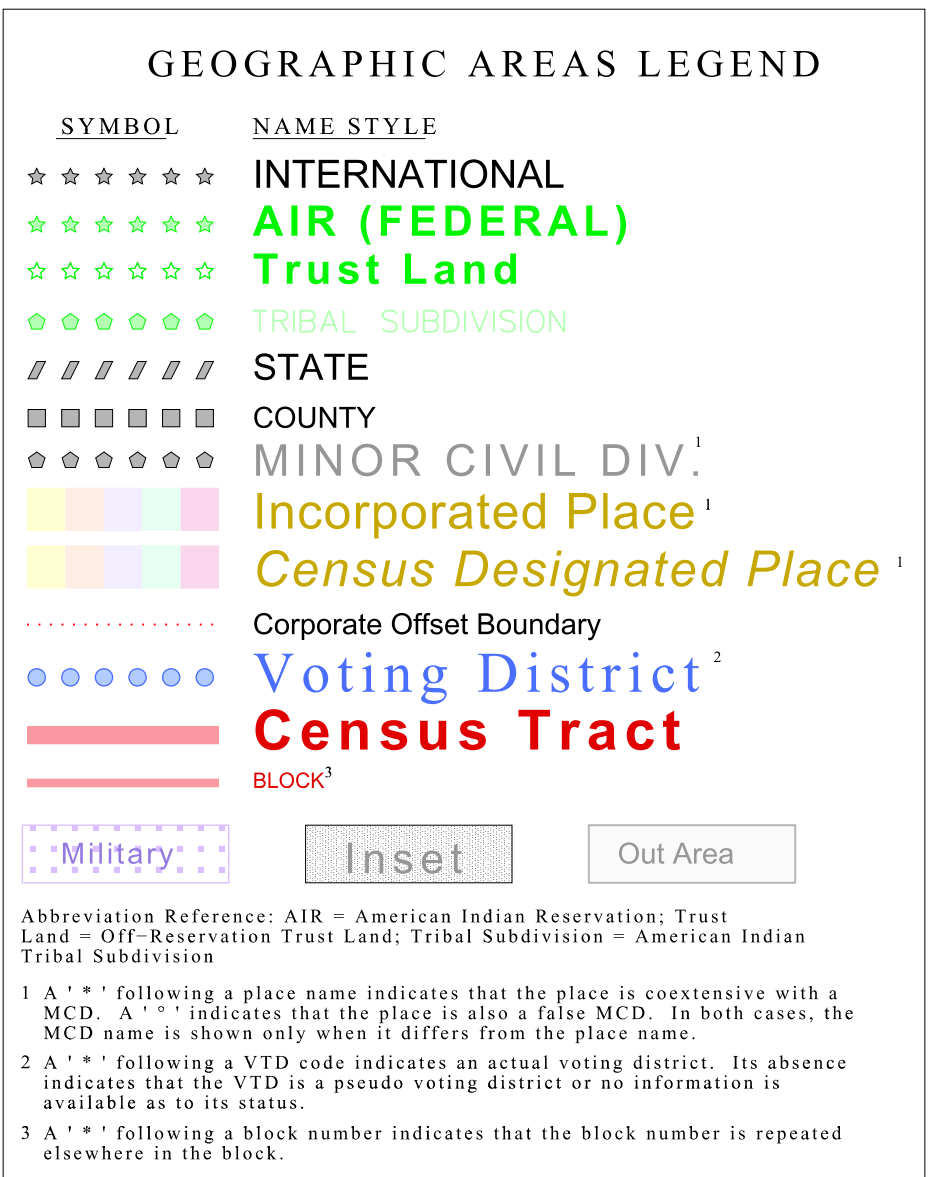 GEOGRAPHIC AREAS LEGEND
SYMBOL NAME STYLE
INTERNATIONAL
AIR (FEDERAL)
Trust Land
TRIBAL SUBDIVISION
STATE
COUNTY
MINOR CIVIL DIV.¹
Incorporated Place ¹
Census Designated Place ¹
Corporate Offset Boundary
Voting District ²
Census Tract
BLOCK³
Military Inset Out Area
Abbreviation Reference: AIR = American Indian Reservation; Trust
Land = Off−Reservation Trust Land; Tribal Subdivision = American Indian
Tribal Subdivision
1 A ' * ' following a place name indicates that the place is coextensive with a
MCD. A ' ° ' indicates that the place is also a false MCD. In both cases, the
MCD name is shown only when it differs from the place name.
2 A ' * ' following a VTD code indicates an actual voting district. Its absence
indicates that the VTD is a pseudo voting district or no information is
available as to its status.
3 A ' * ' following a block number indicates that the block number is repeated
elsewhere in the block.